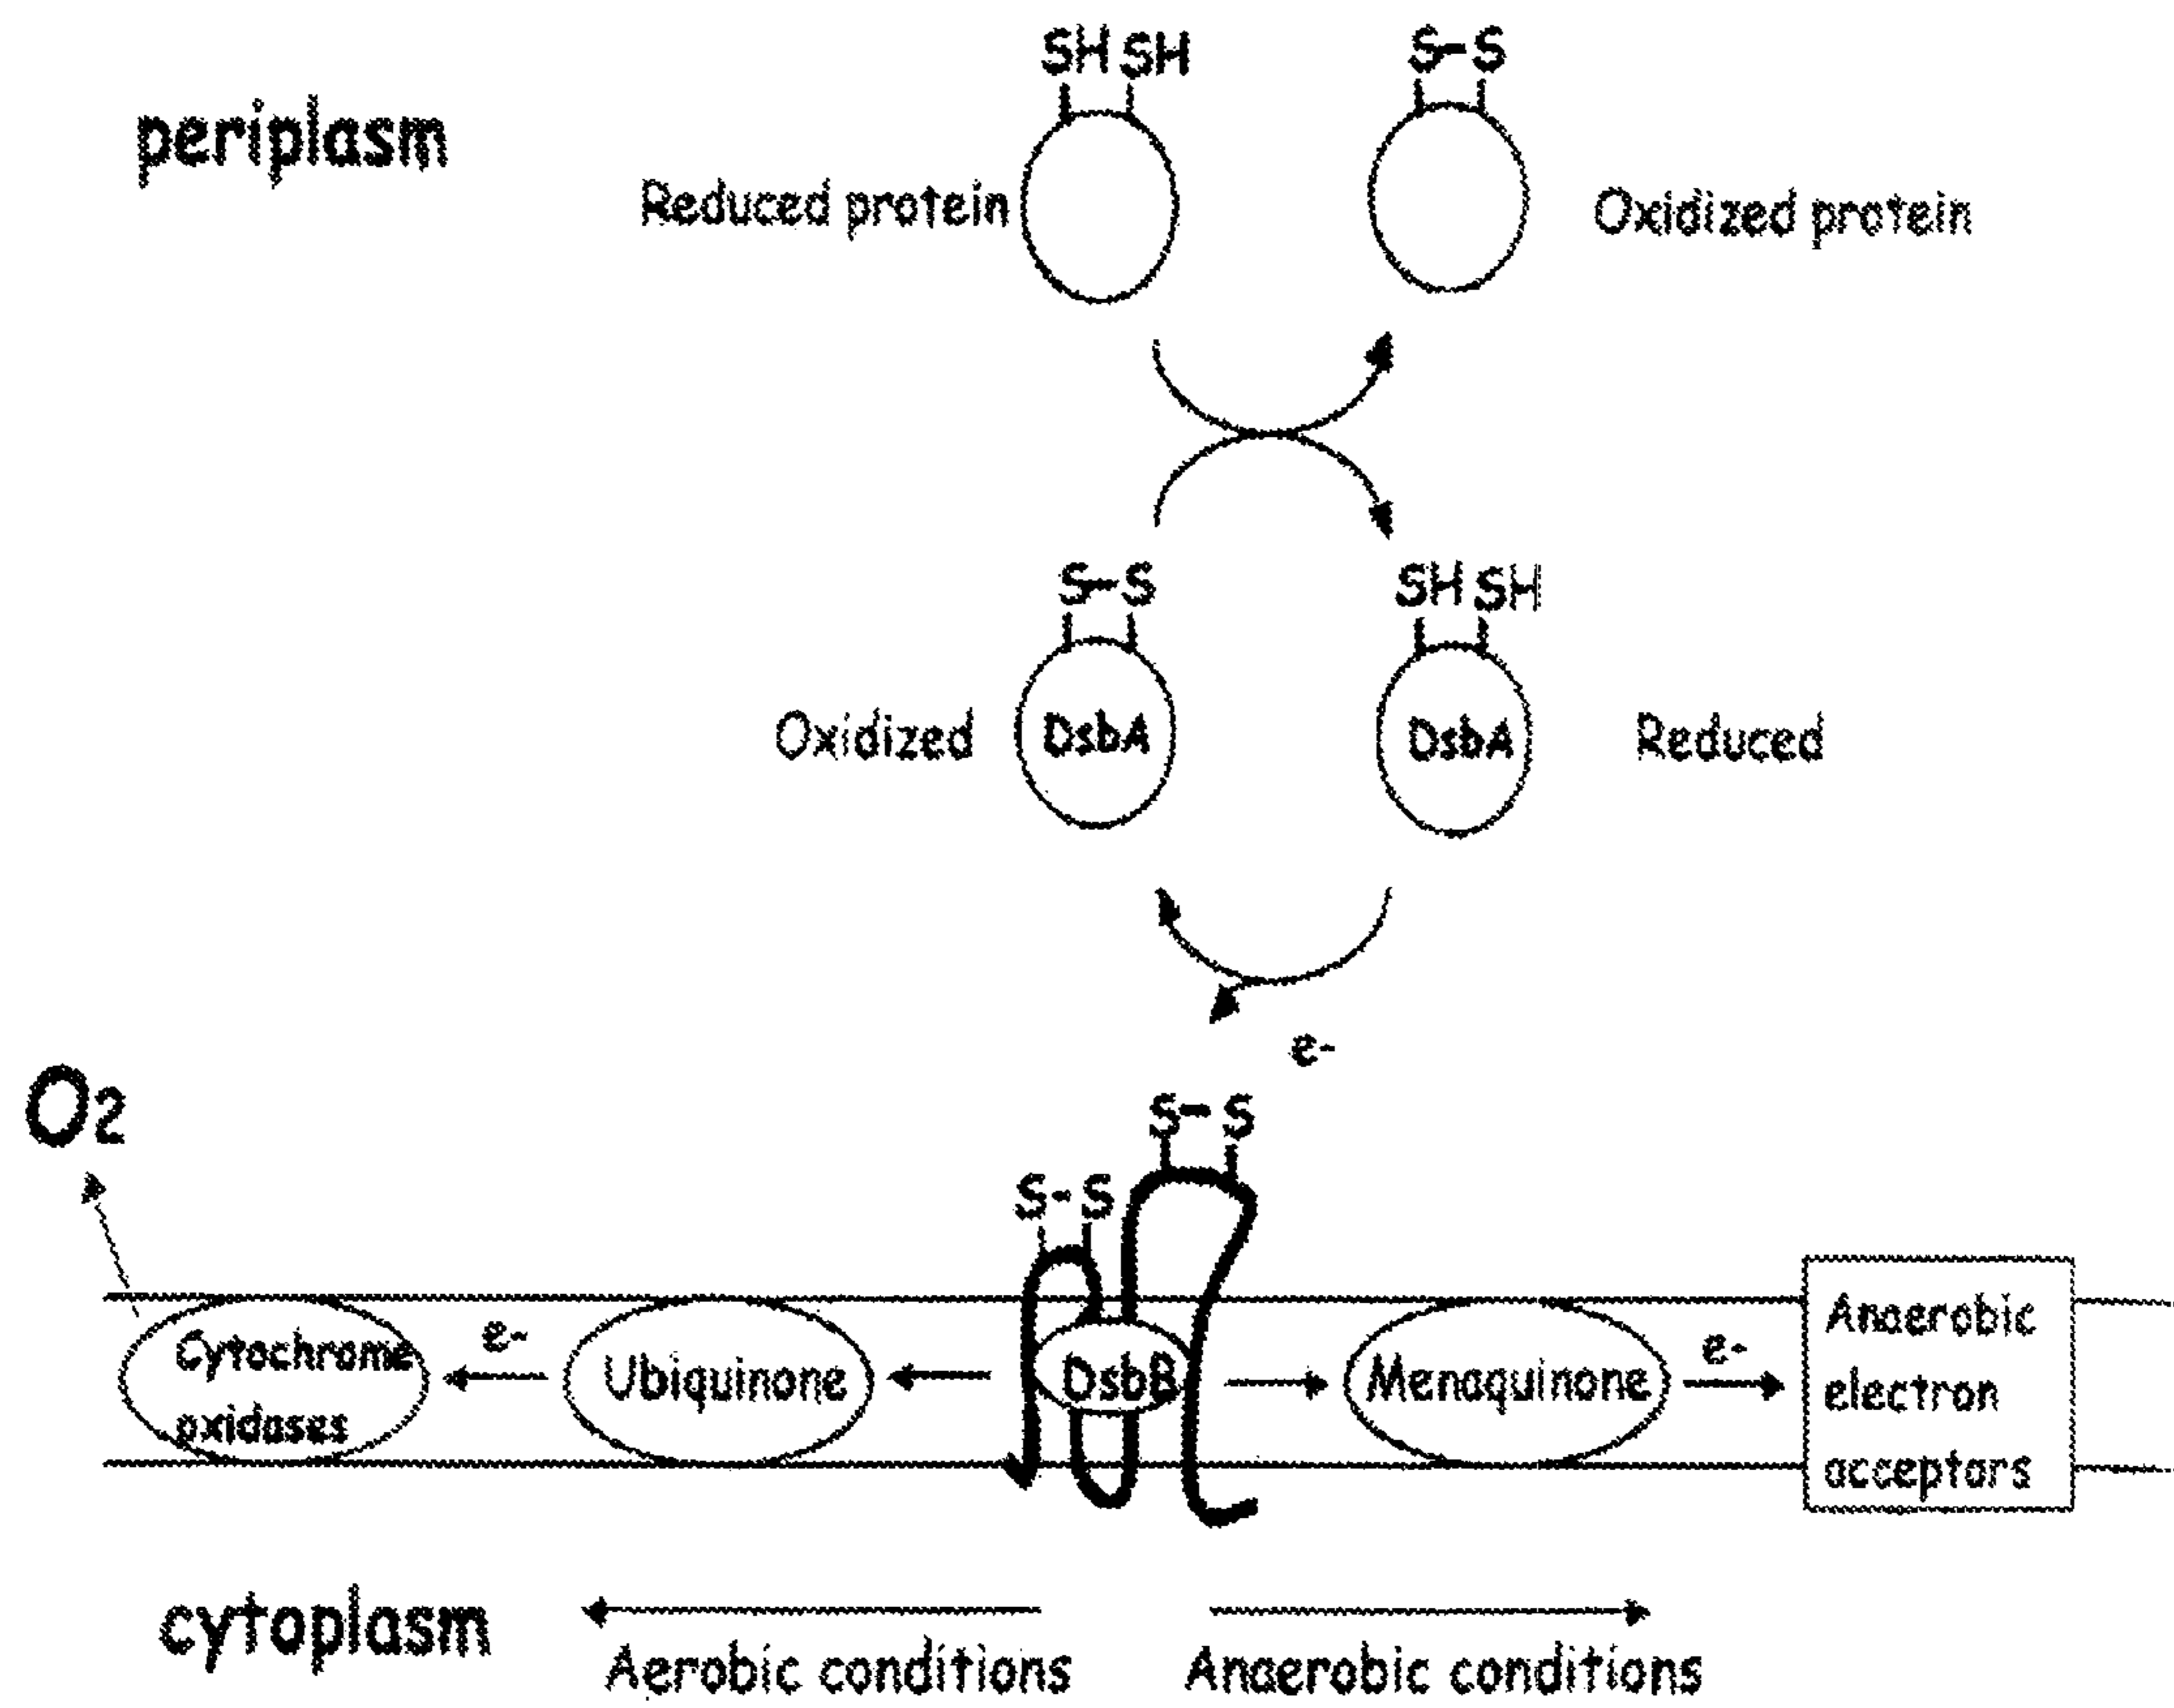 SH SH
S-S
periplasm
Reduced protein
Oxidized protein
S-S
SH SH
Oxidized
DsbA
DsbA
Reduced
e-
O2
S-S
S-S
Cytochrome
oxidases
e-
Ubiquinone
DsbB
Menaquinone
e-
Anaerobic
electron
acceptors
cytoplasm
Aerobic conditions
Anaerobic conditions